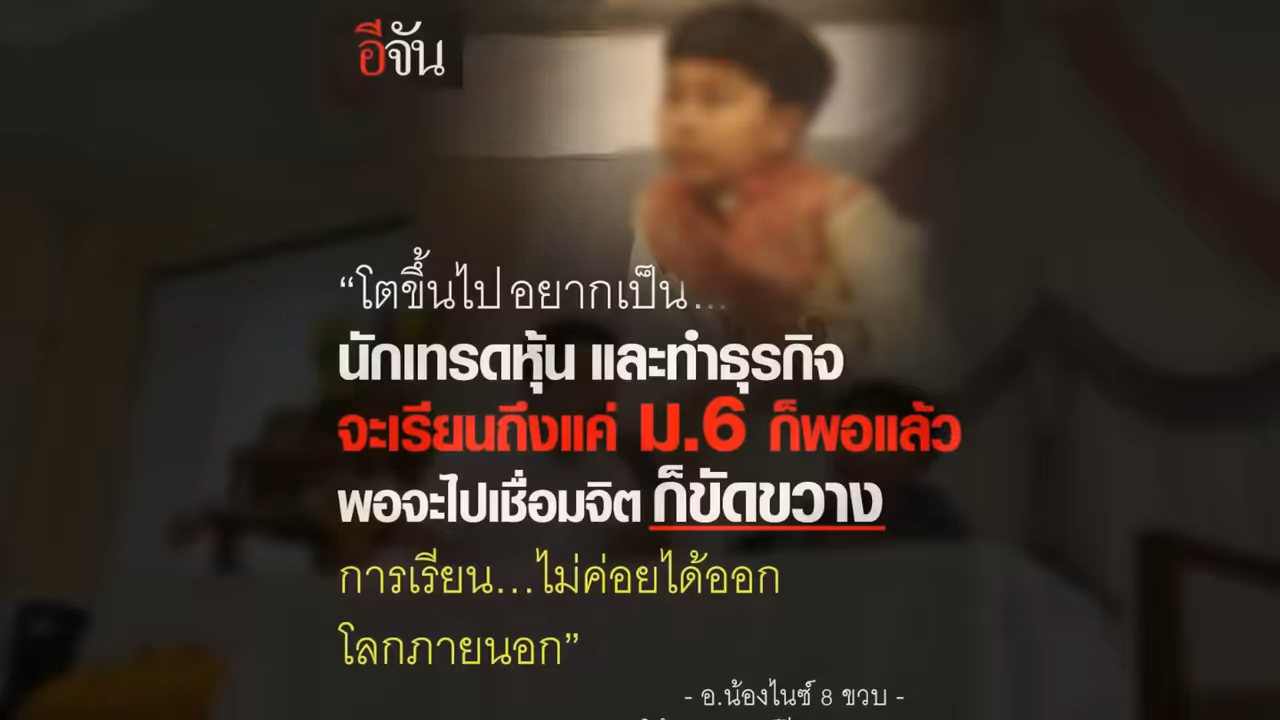 อีจัน
“โตขึ้นไป อยากเป็น...
นักเทรดหุ้น และทำธุรกิจ
จะเรียนถึงแค่ ม.6 ก็พอแล้ว
พอจะไปเชื่อมจิต ก็ขัดขวาง
การเรียน...ไม่ค่อยได้ออก
โลกภายนอก”
- อ.น้องไนซ์ 8 ขวบ -